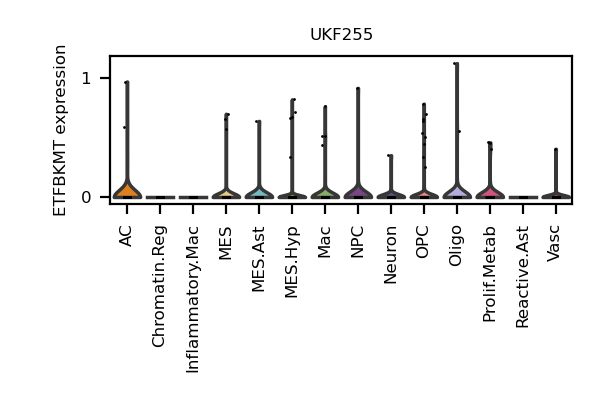 UKF255
ETFBKMT expression
1
0
AC
Chromatin.Reg
Inflammatory.Mac
MES
MES.Ast
MES.Hyp
Mac
NPC
Neuron
OPC
Oligo
Prolif.Metab
Reactive.Ast
Vasc